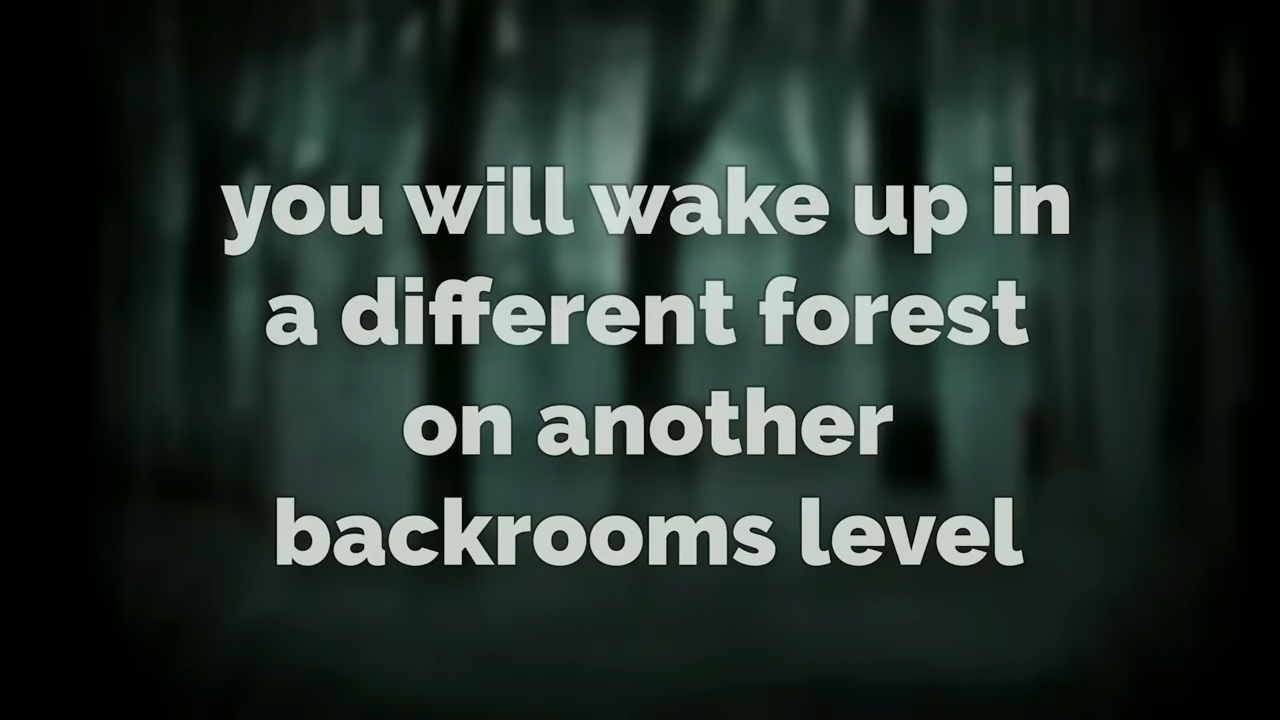 you will wake up in
a different forest
on another
backrooms level